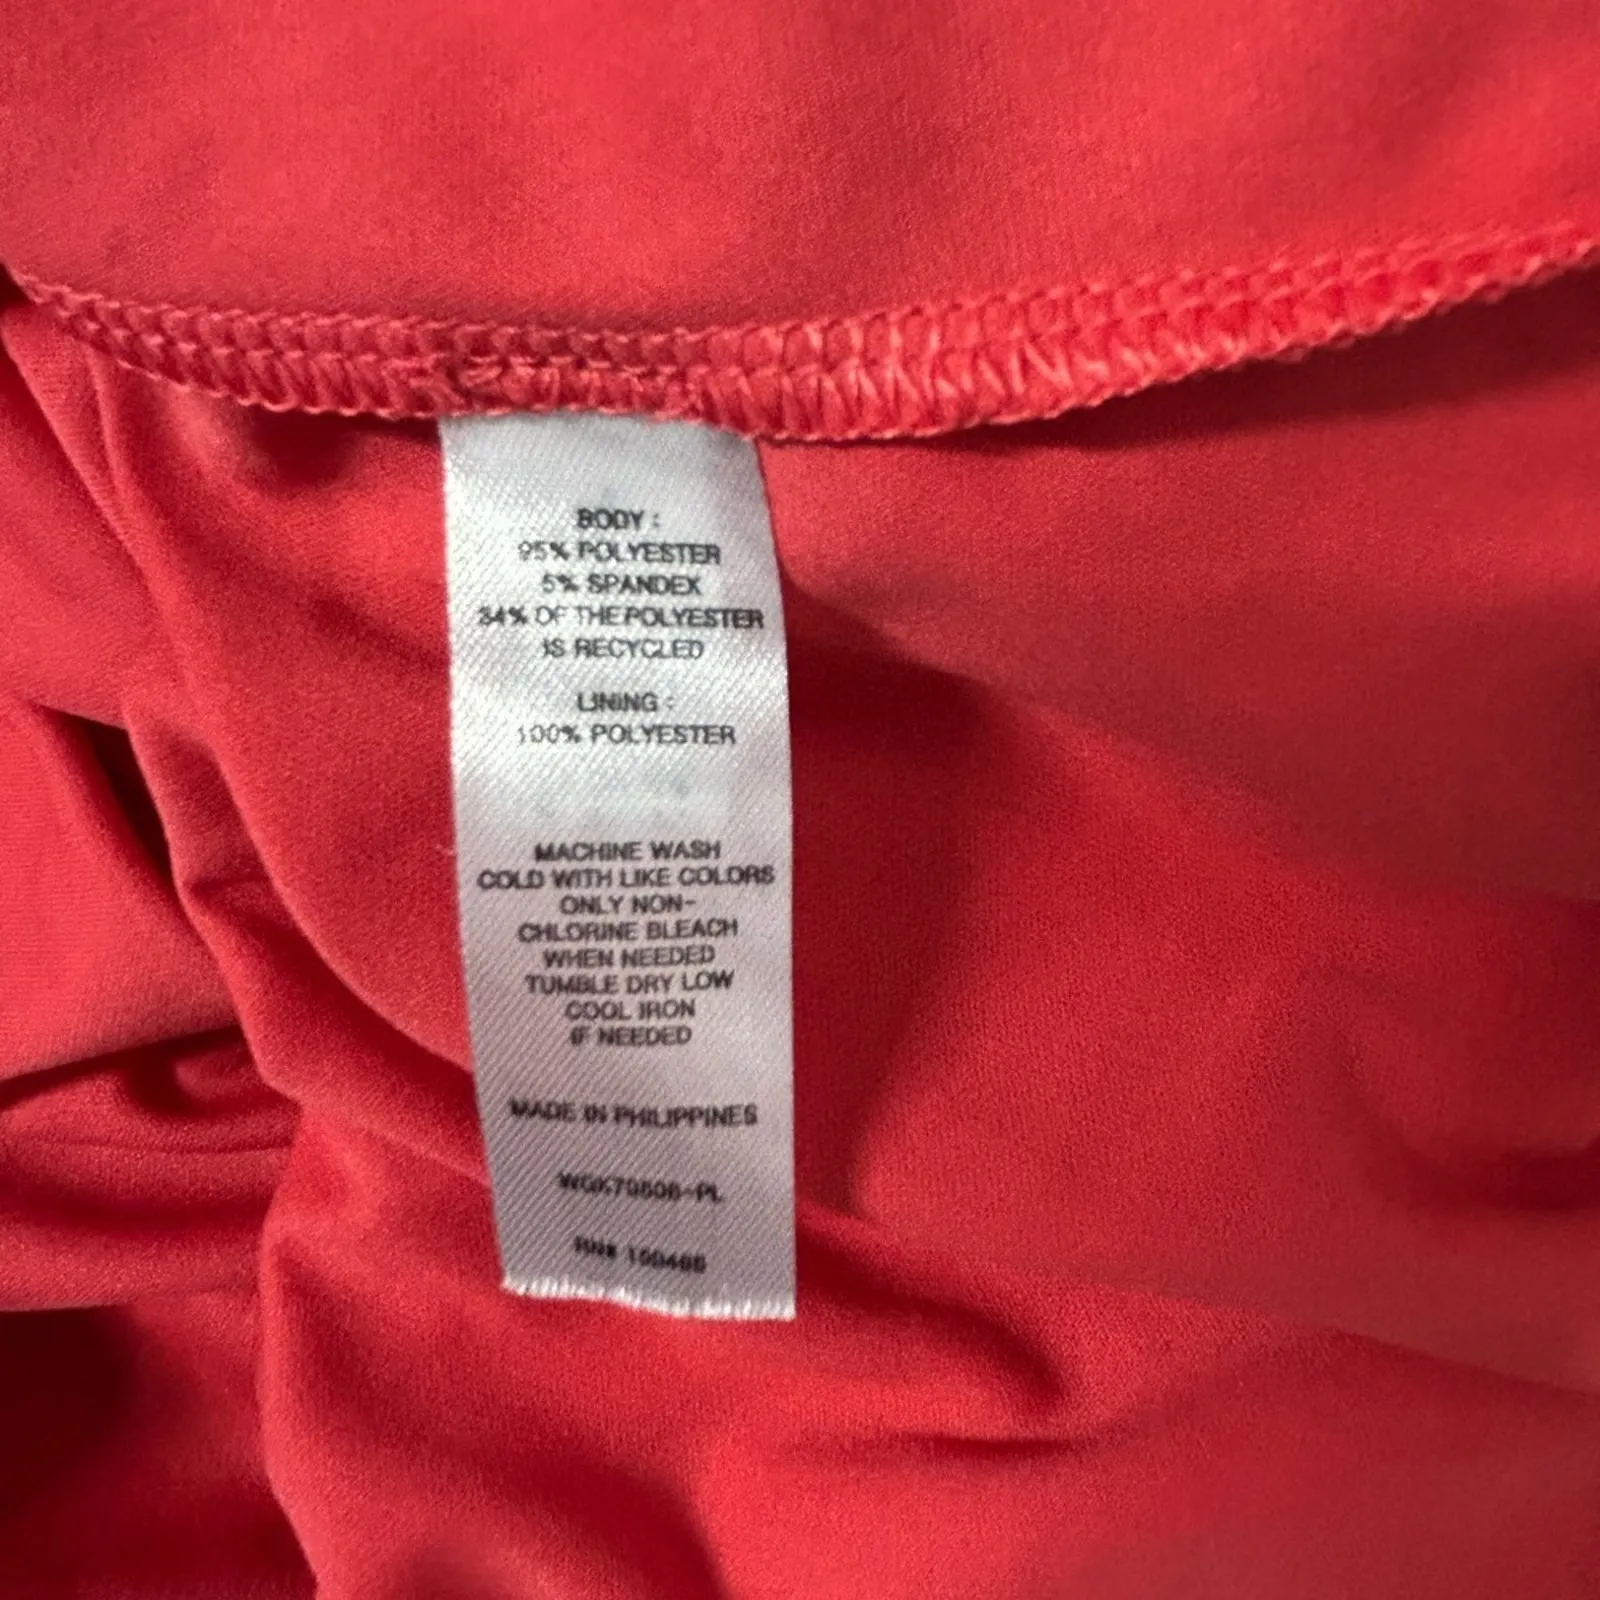 BODY :
95% POLYESTER
5% SPANDEX
34% OF THE POLYESTER
IS RECYCLED
LINING :
100% POLYESTER
MACHINE WASH
COLD WITH LIKE COLORS
ONLY NON-
CHLORINE BLEACH
WHEN NEEDED
TUMBLE DRY LOW
COOL IRON
IF NEEDED
MADE IN PHILIPPINES
RN#